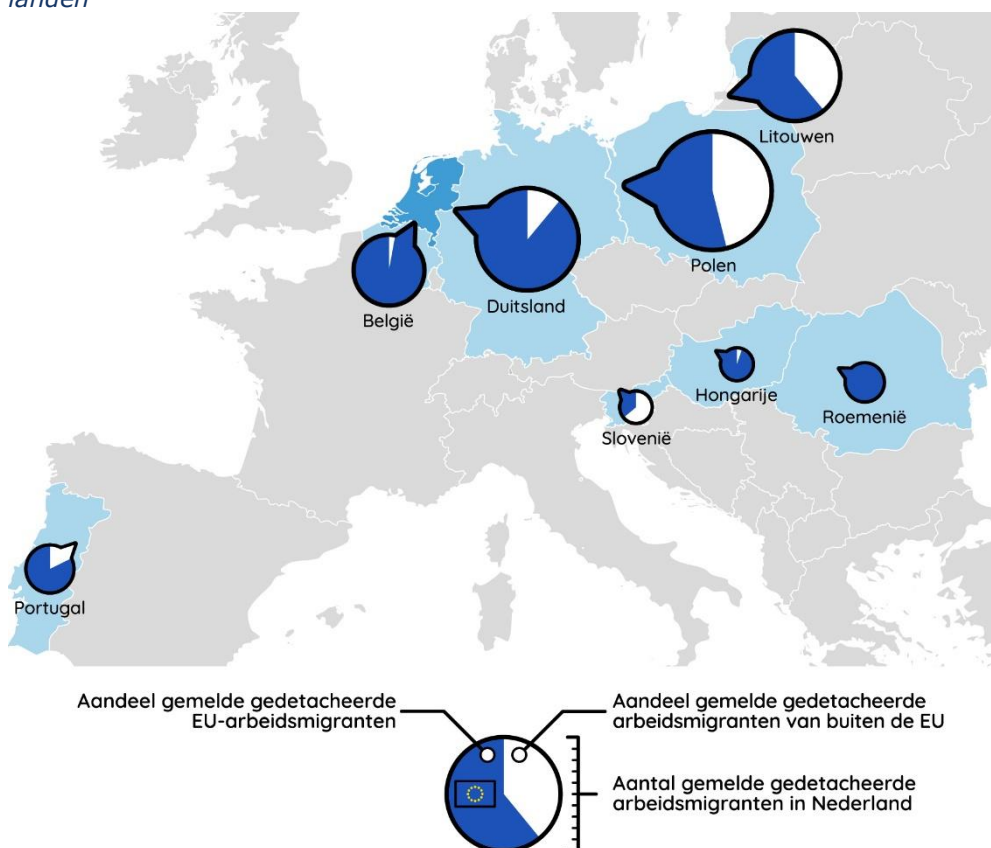 landen
Litouwen
Polen
Duitsland
België
Hongarije
Roemenië
Slovenië
Portugal
Aandeel gemelde gedetacheerde
EU-arbeidsmigranten
Aandeel gemelde gedetacheerde
arbeidsmigranten van buiten de EU
Aantal gemelde gedetacheerde
arbeidsmigranten in Nederland